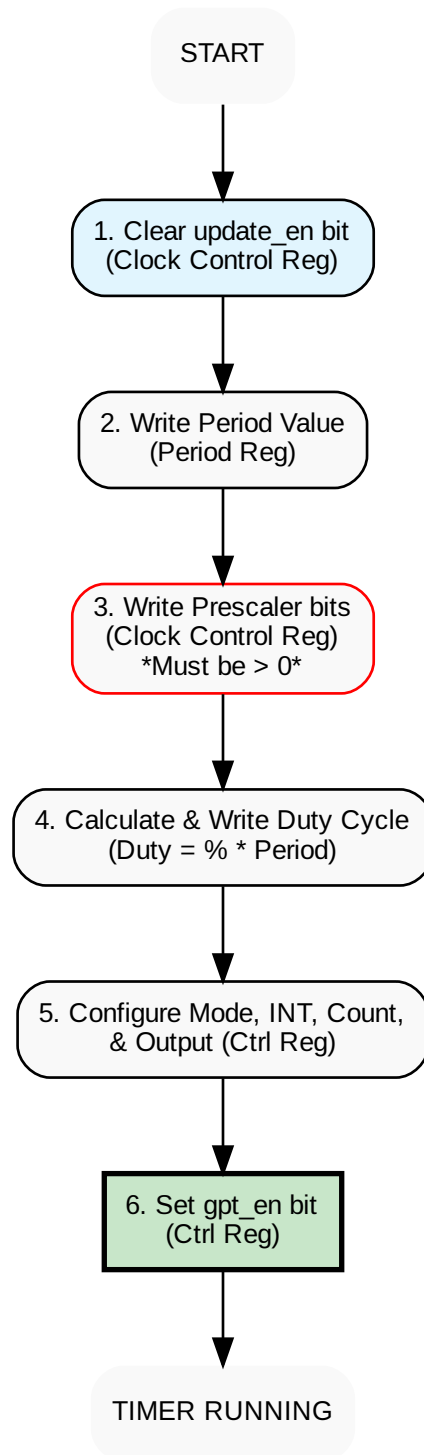 START
1. Clear update_en bit
(Clock Control Reg)
2. Write Period Value
(Period Reg)
3. Write Prescaler bits
(Clock Control Reg)
*Must be > 0*
4. Calculate & Write Duty Cycle
(Duty = % * Period)
5. Configure Mode, INT, Count,
& Output (Ctrl Reg)
6. Set gpt_en bit
(Ctrl Reg)
TIMER RUNNING